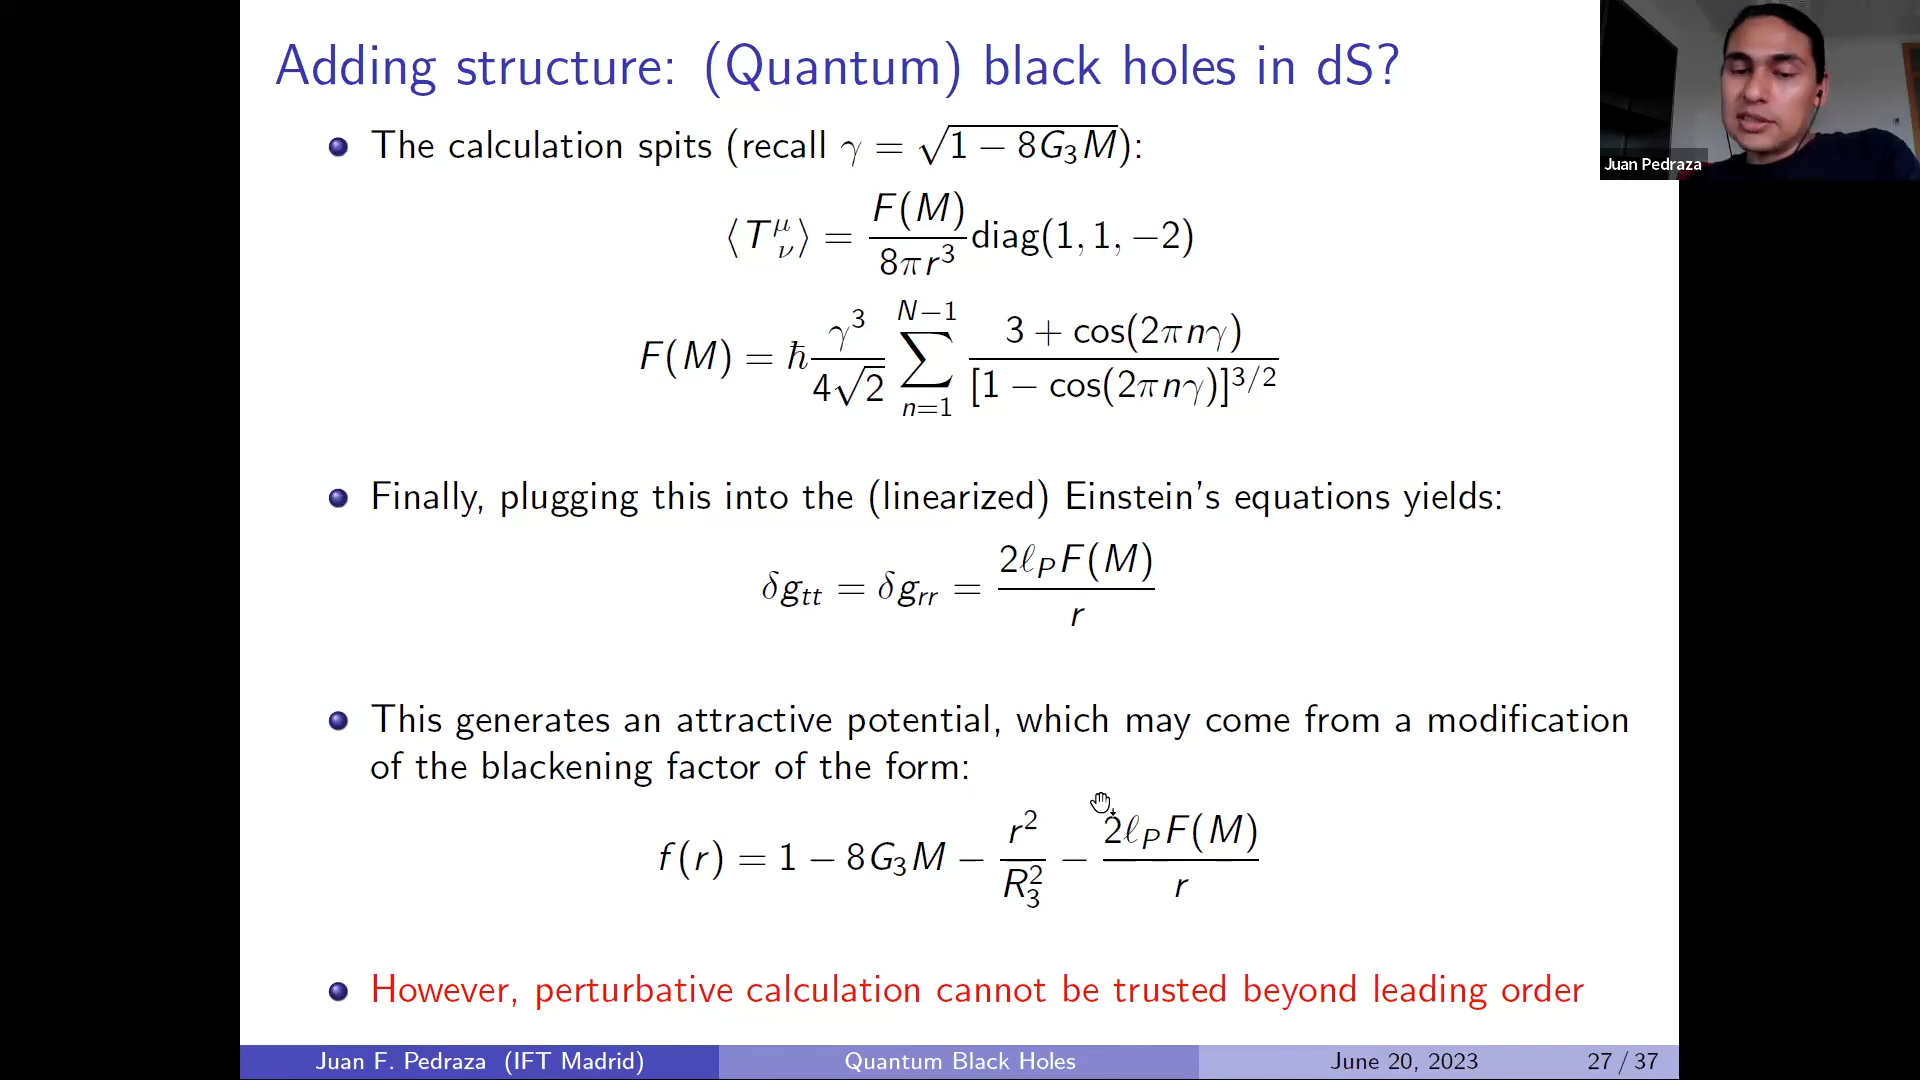 Adding structure: (Quantum) black holes in dS?
Juan Pedraza
The calculation spits (recall γ = √(1 − 8G₃M)):
⟨T^μ_ν⟩ = F(M)/(8πr³) diag(1, 1, −2)
F(M) = ℏ γ³/(4√2) ∑_{n=1}^{N−1} (3 + cos(2πnγ))/[1 − cos(2πnγ)]^{3/2}
Finally, plugging this into the (linearized) Einstein's equations yields:
δg_tt = δg_rr = 2ℓ_P F(M)/r
This generates an attractive potential, which may come from a modification
of the blackening factor of the form:
f(r) = 1 − 8G₃M − r²/R₃² − 2ℓ_P F(M)/r
However, perturbative calculation cannot be trusted beyond leading order
Juan F. Pedraza (IFT Madrid) Quantum Black Holes June 20, 2023 27 / 37